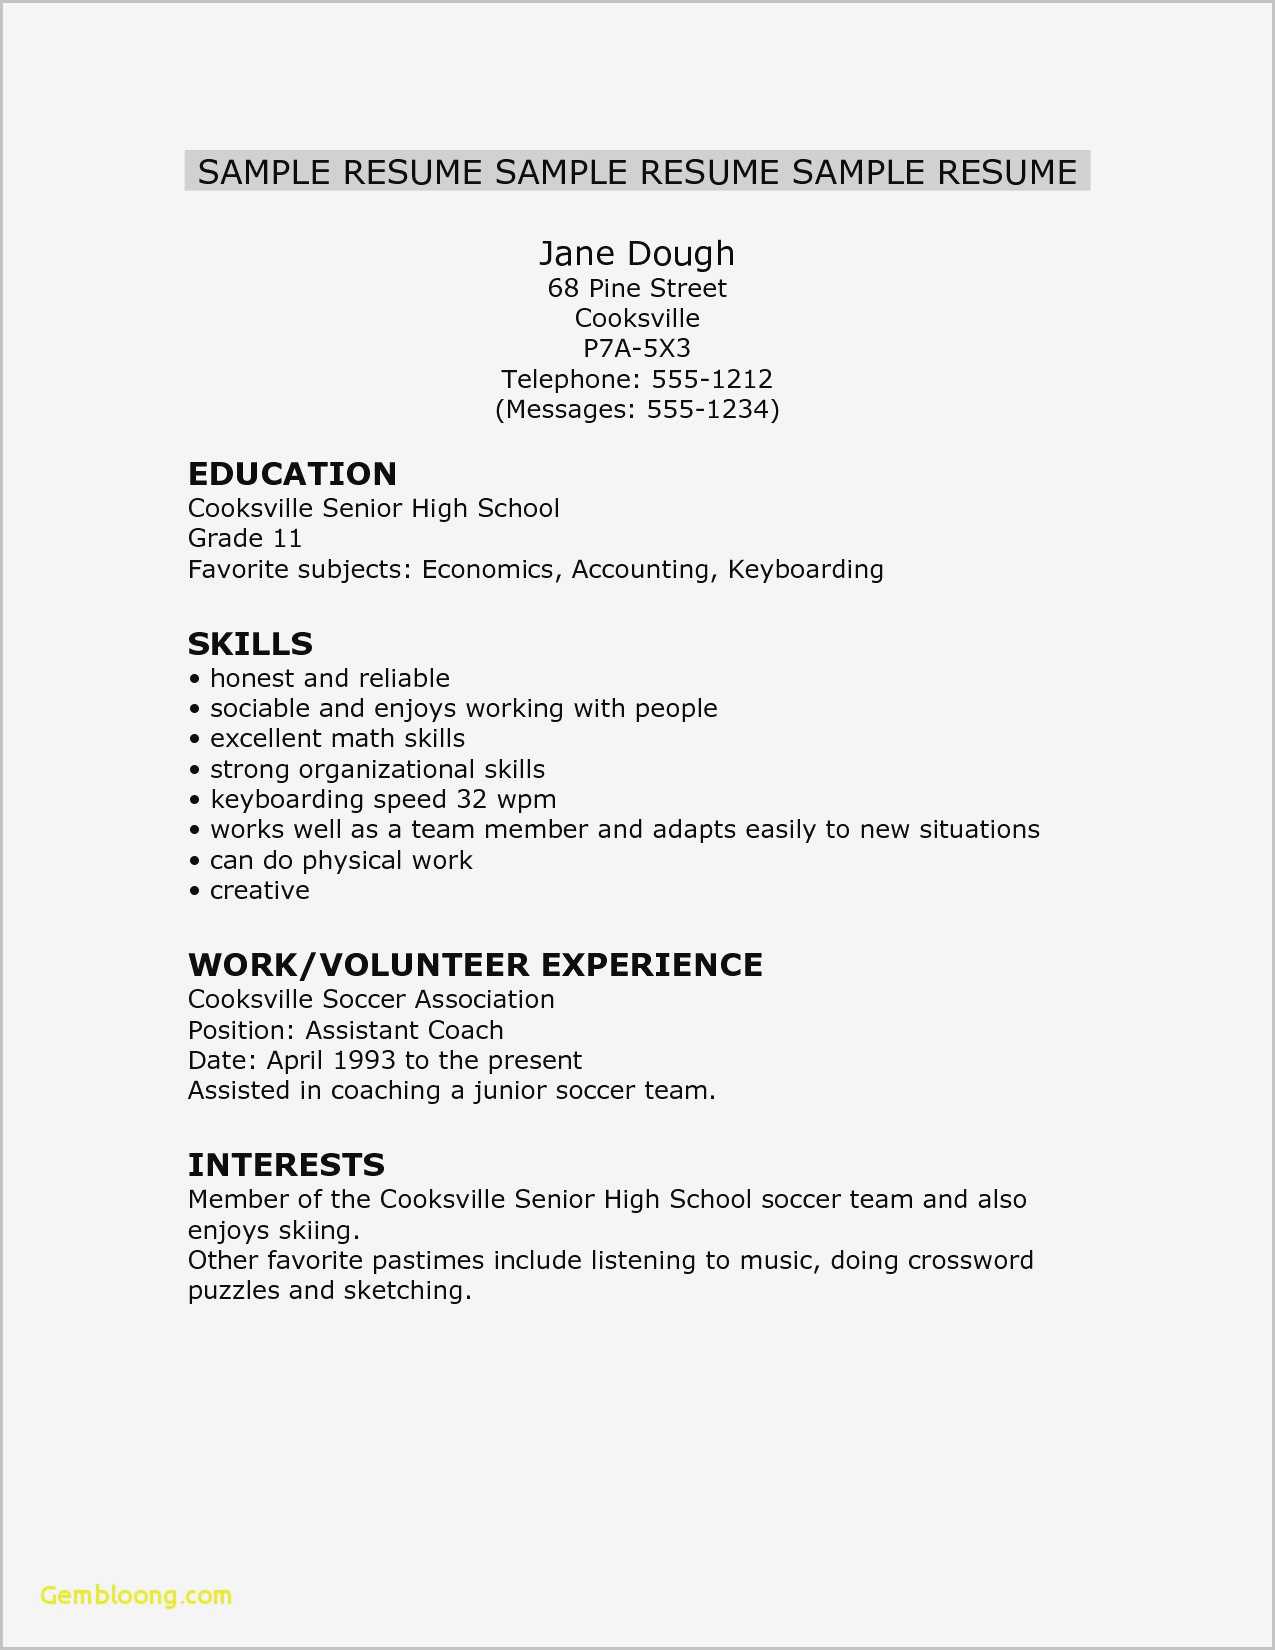 SAMPLE RESUME SAMPLE RESUME SAMPLE RESUME
Jane Dough
68 Pine Street
Cooksville
P7A-5X3
Telephone: 555-1212
(Messages: 555-1234)
EDUCATION
Cooksville Senior High School
Grade 11
Favorite subjects: Economics, Accounting, Keyboarding
SKILLS
• honest and reliable
• sociable and enjoys working with people
• excellent math skills
• strong organizational skills
• keyboarding speed 32 wpm
• works well as a team member and adapts easily to new situations
• can do physical work
• creative
WORK/VOLUNTEER EXPERIENCE
Cooksville Soccer Association
Position: Assistant Coach
Date: April 1993 to the present
Assisted in coaching a junior soccer team.
INTERESTS
Member of the Cooksville Senior High School soccer team and also
enjoys skiing.
Other favorite pastimes include listening to music, doing crossword
puzzles and sketching.
Gembloong.com